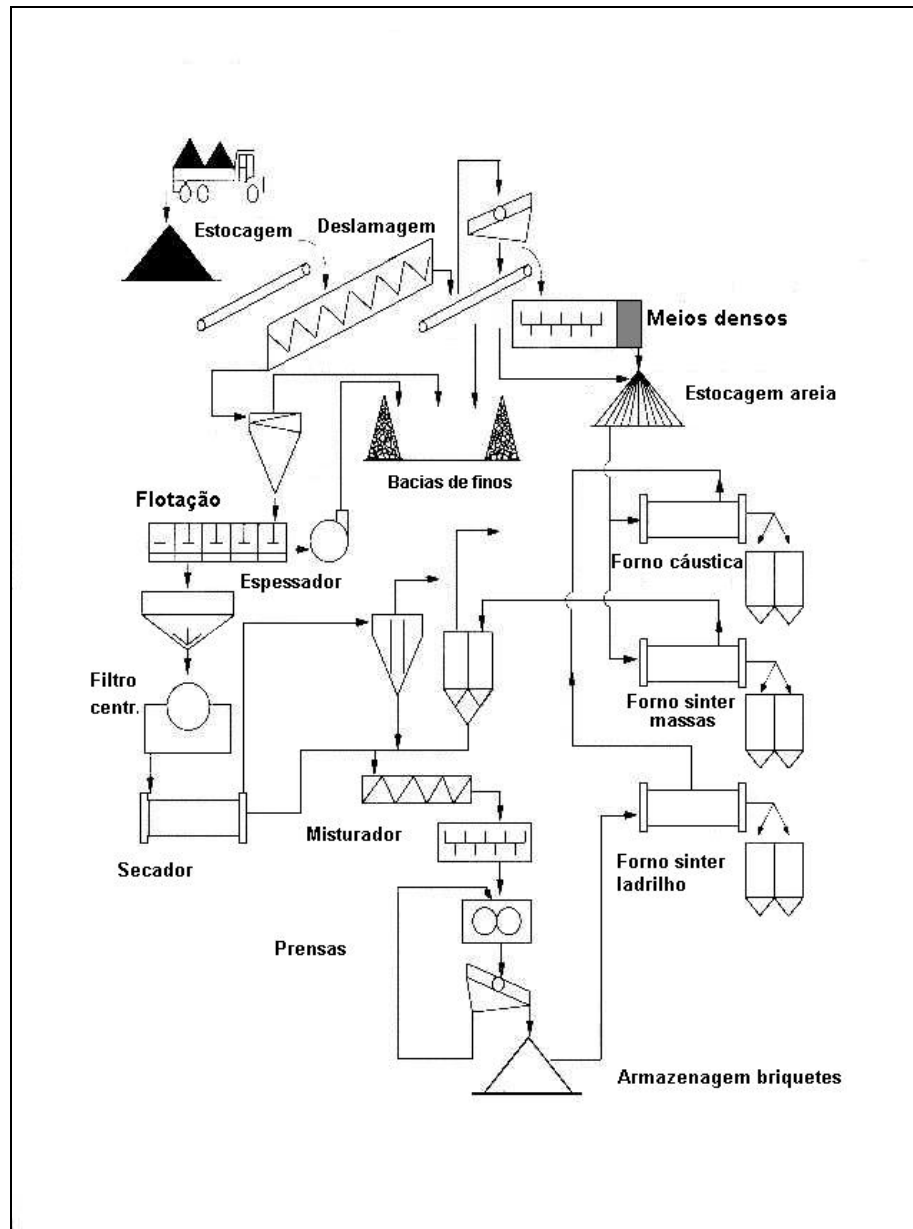 Estocagem
Deslamagem
Meios densos
Estocagem areia
Bacias de finos
Flotação
Espessador
Forno cáustica
Filtro
centr.
Forno sinter
massas
Misturador
Secador
Forno sinter
ladrilho
Prensas
Armazenagem briquetes